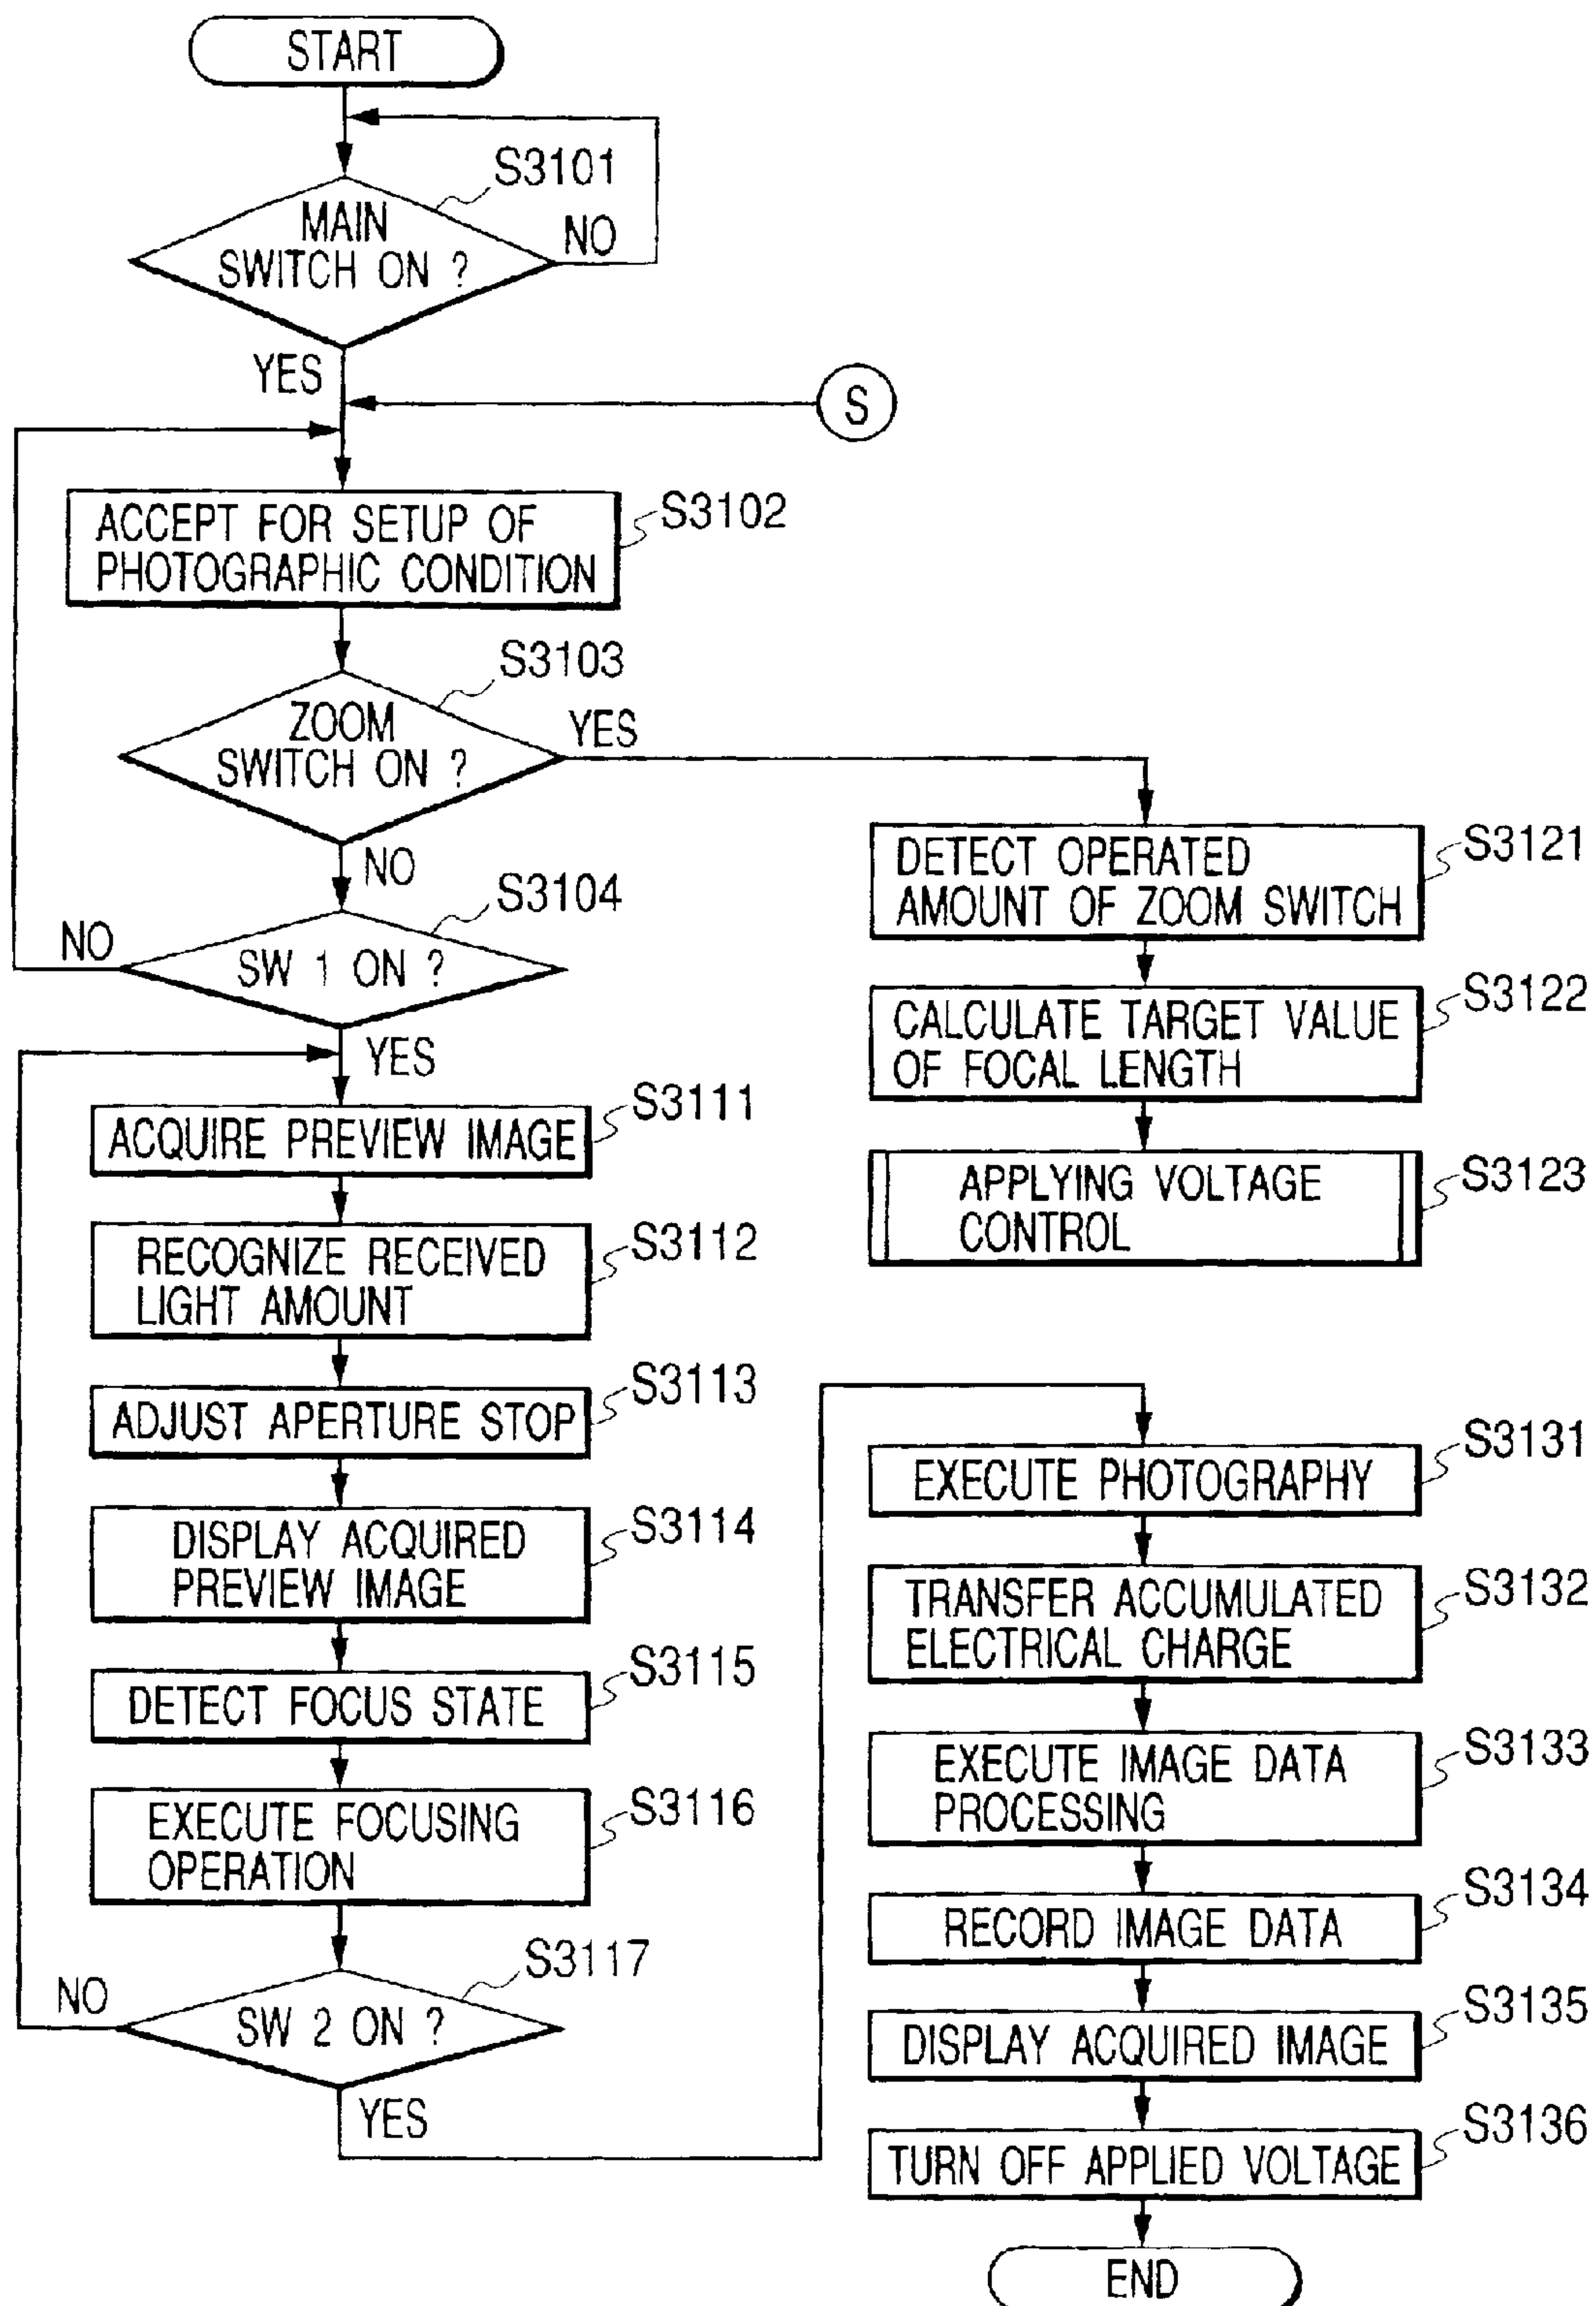 START
S3101
MAIN
SWITCH ON ?
NO
YES
S
ACCEPT FOR SETUP OF
PHOTOGRAPHIC CONDITION
S3102
S3103
ZOOM
SWITCH ON ?
YES
NO
S3104
SW 1 ON ?
NO
YES
S3111
ACQUIRE PREVIEW IMAGE
S3112
RECOGNIZE RECEIVED
LIGHT AMOUNT
S3113
ADJUST APERTURE STOP
S3114
DISPLAY ACQUIRED
PREVIEW IMAGE
S3115
DETECT FOCUS STATE
S3116
EXECUTE FOCUSING
OPERATION
S3117
SW 2 ON ?
NO
YES
S3121
DETECT OPERATED
AMOUNT OF ZOOM SWITCH
S3122
CALCULATE TARGET VALUE
OF FOCAL LENGTH
S3123
APPLYING VOLTAGE
CONTROL
S3131
EXECUTE PHOTOGRAPHY
S3132
TRANSFER ACCUMULATED
ELECTRICAL CHARGE
S3133
EXECUTE IMAGE DATA
PROCESSING
S3134
RECORD IMAGE DATA
S3135
DISPLAY ACQUIRED IMAGE
S3136
TURN OFF APPLIED VOLTAGE
END